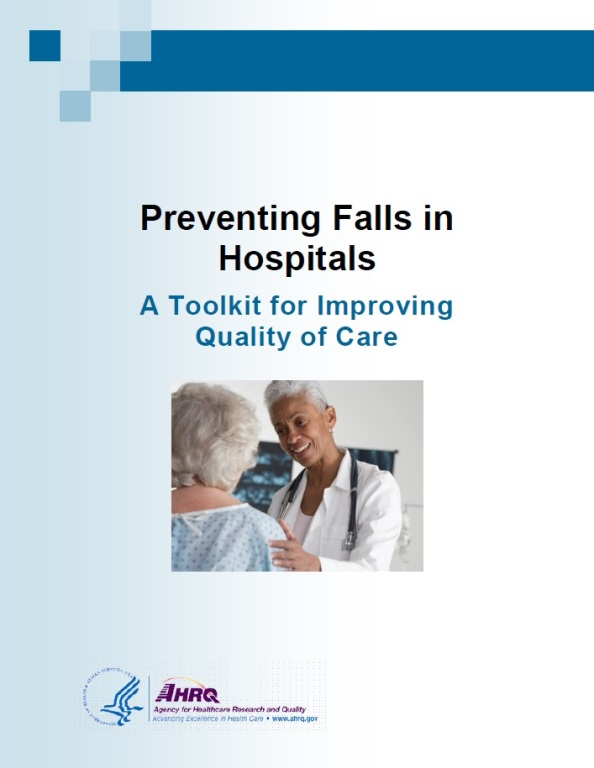 Preventing Falls in
Hospitals
A Toolkit for Improving
Quality of Care
AHRQ
Agency for Healthcare Research and Quality
Advancing Excellence in Health Care • www.ahrq.gov